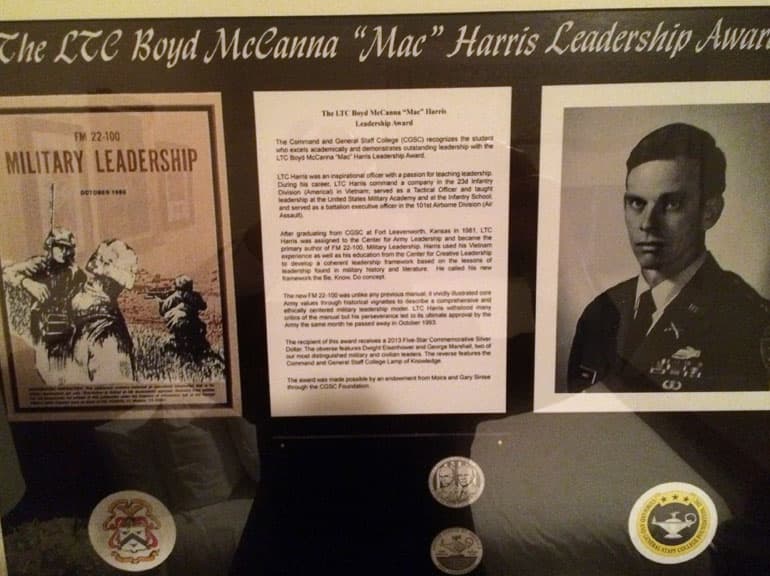 The LTC Boyd McCanna "Mac" Harris Leadership Award
FM 22-100
MILITARY LEADERSHIP
OCTOBER 1983
The LTC Boyd McCanna "Mac" Harris
Leadership Award
The Command and General Staff College (CGSC) recognizes the student
who excels academically and demonstrates outstanding leadership with the
LTC Boyd McCanna "Mac" Harris Leadership Award.
LTC Harris was an inspirational officer with a passion for teaching leadership.
During his career, LTC Harris command a company in the 23d Infantry
Division (Americal) in Vietnam; served as a Tactical Officer and taught
leadership at the United States Military Academy and at the Infantry School;
and served as a battalion executive officer in the 101st Airborne Division (Air
Assault).
After graduating from CGSC at Fort Leavenworth, Kansas in 1981, LTC
Harris was assigned to the Center for Army Leadership and became the
primary author of FM 22-100, Military Leadership. Harris used his Vietnam
experience as well as his education from the Center for Creative Leadership
to develop a coherent leadership framework based on the lessons of
leadership found in military history and literature. He called his new
framework the Be, Know, Do concept.
The new FM 22-100 was unlike any previous manual; it vividly illustrated core
Army values through historical vignettes to describe a comprehensive and
ethically centered military leadership model. LTC Harris withstood many
critics of the manual but his perseverance led to its ultimate approval by the
Army the same month he passed away in October 1983.
The recipient of this award receives a 2013 Five-Star Commemorative Silver
Dollar. The obverse features Dwight Eisenhower and George Marshall, two of
our most distinguished military and civilian leaders. The reverse features the
Command and General Staff College Lamp of Knowledge.
The award was made possible by an endowment from Moira and Gary Sinise
through the CGSC Foundation.
COMMAND AND GENERAL STAFF COLLEGE FOUNDATION, INC.